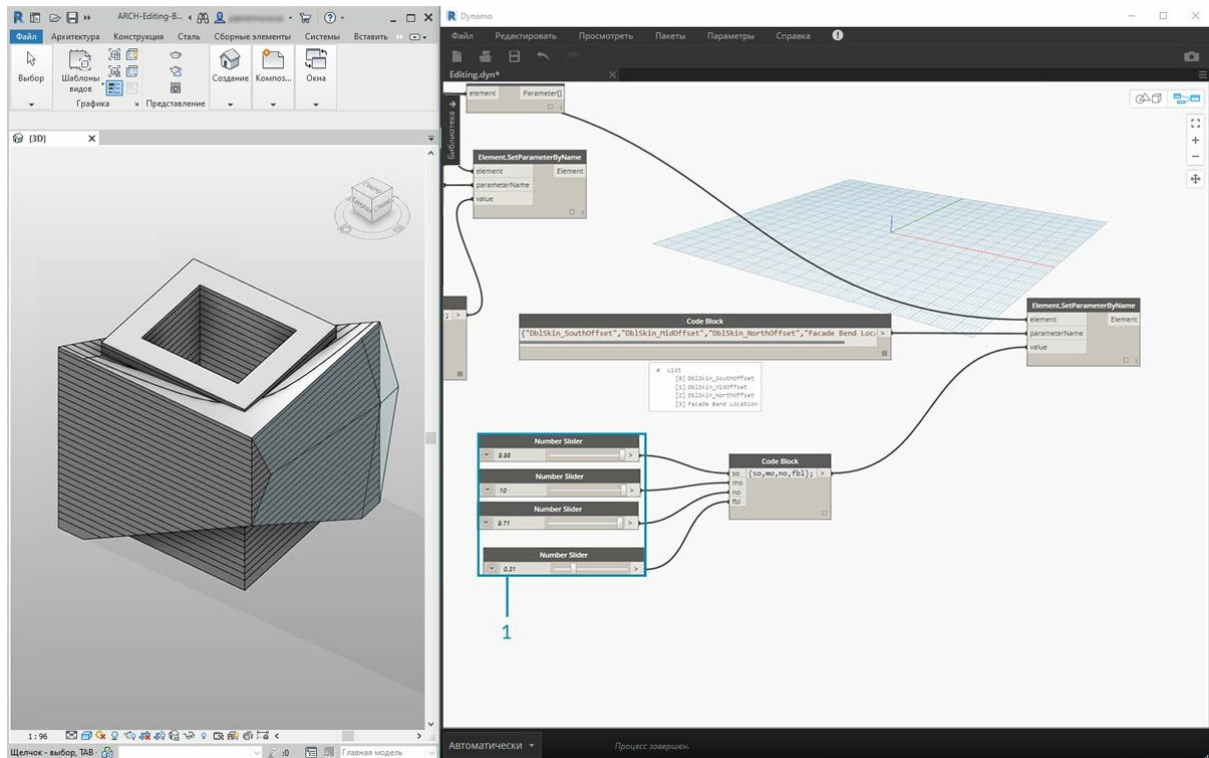 R ARCH-Editing-B...
Файл Архитектура Конструкция Сталь Сборные элементы Системы Вставить
Выбор
Шаблоны видов
Создание
Композ...
Окна
Графика
Представление
{3D}
1:96
Щелчок - выбор, TAB-
:0
Главная модель
R Dynamo
Файл Редактировать Просмотреть Пакеты Параметры Справка
Editing.dyn*
Библиотека
element Parameter[]
Element.SetParameterByName
element Element
parameterName
value
; >
Code Block
{"DblSkin_SouthOffset","DblSkin_MidOffset","DblSkin_NorthOffset","Facade Bend Loc: >
List
[0] DblSkin_SouthOffset
[1] DblSkin_MidOffset
[2] DblSkin_NorthOffset
[3] Facade Bend Location
Element.SetParameterByName
element Element
parameterName
value
Number Slider
9.98 >
Number Slider
10 >
Number Slider
9.71 >
Number Slider
0.31 >
Code Block
so {so,mo,no,fbl}; >
mo
no
fbl
1
Автоматически
Процесс завершен.